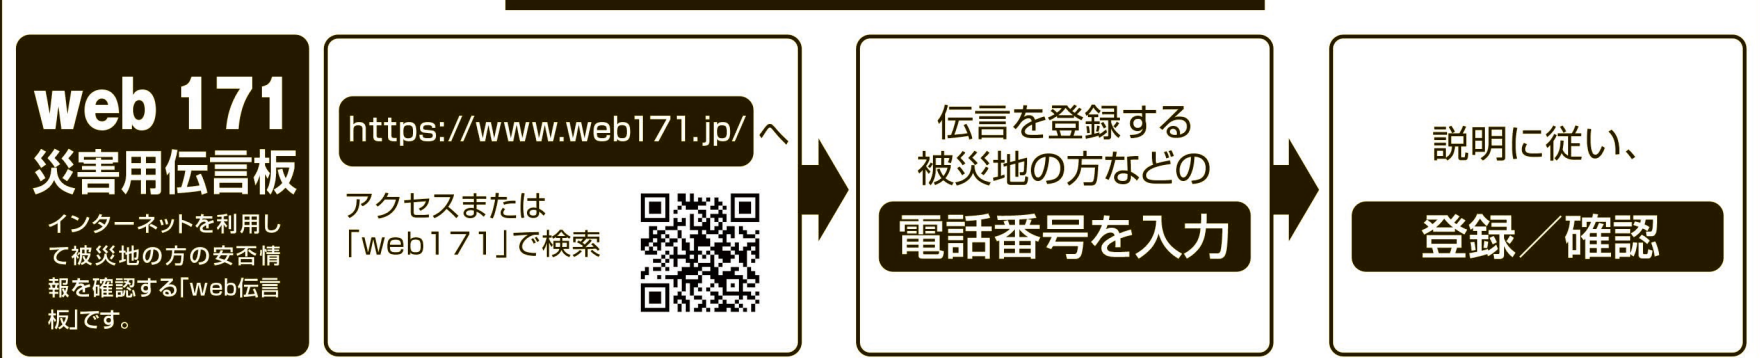 web 171
災害用伝言板
インターネットを利用し
て被災地の方の安否情
報を確認する「web伝言
板」です。
https://www.web171.jp/へ
アクセスまたは
「web171」で検索
伝言を登録する
被災地の方などの
電話番号を入力
説明に従い、
登録／確認